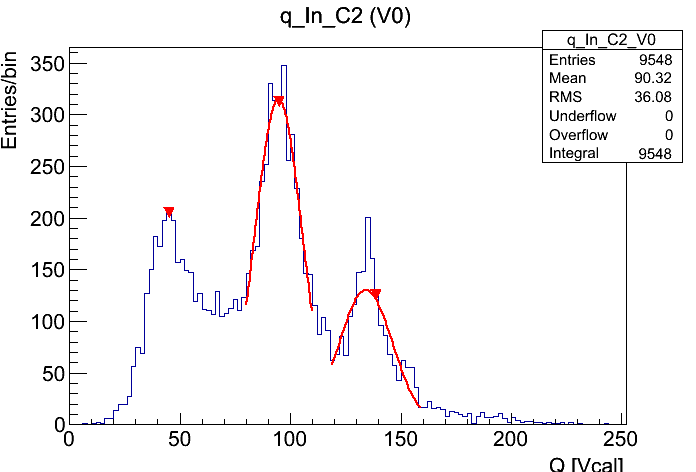 q_In_C2 (V0)
q_In_C2_V0
Entries 9548
Mean 90.32
RMS 36.08
Underflow 0
Overflow 0
Integral 9548
Entries/bin
350
300
250
200
150
100
50
0
0 50 100 150 200 250
Q [Vcal]